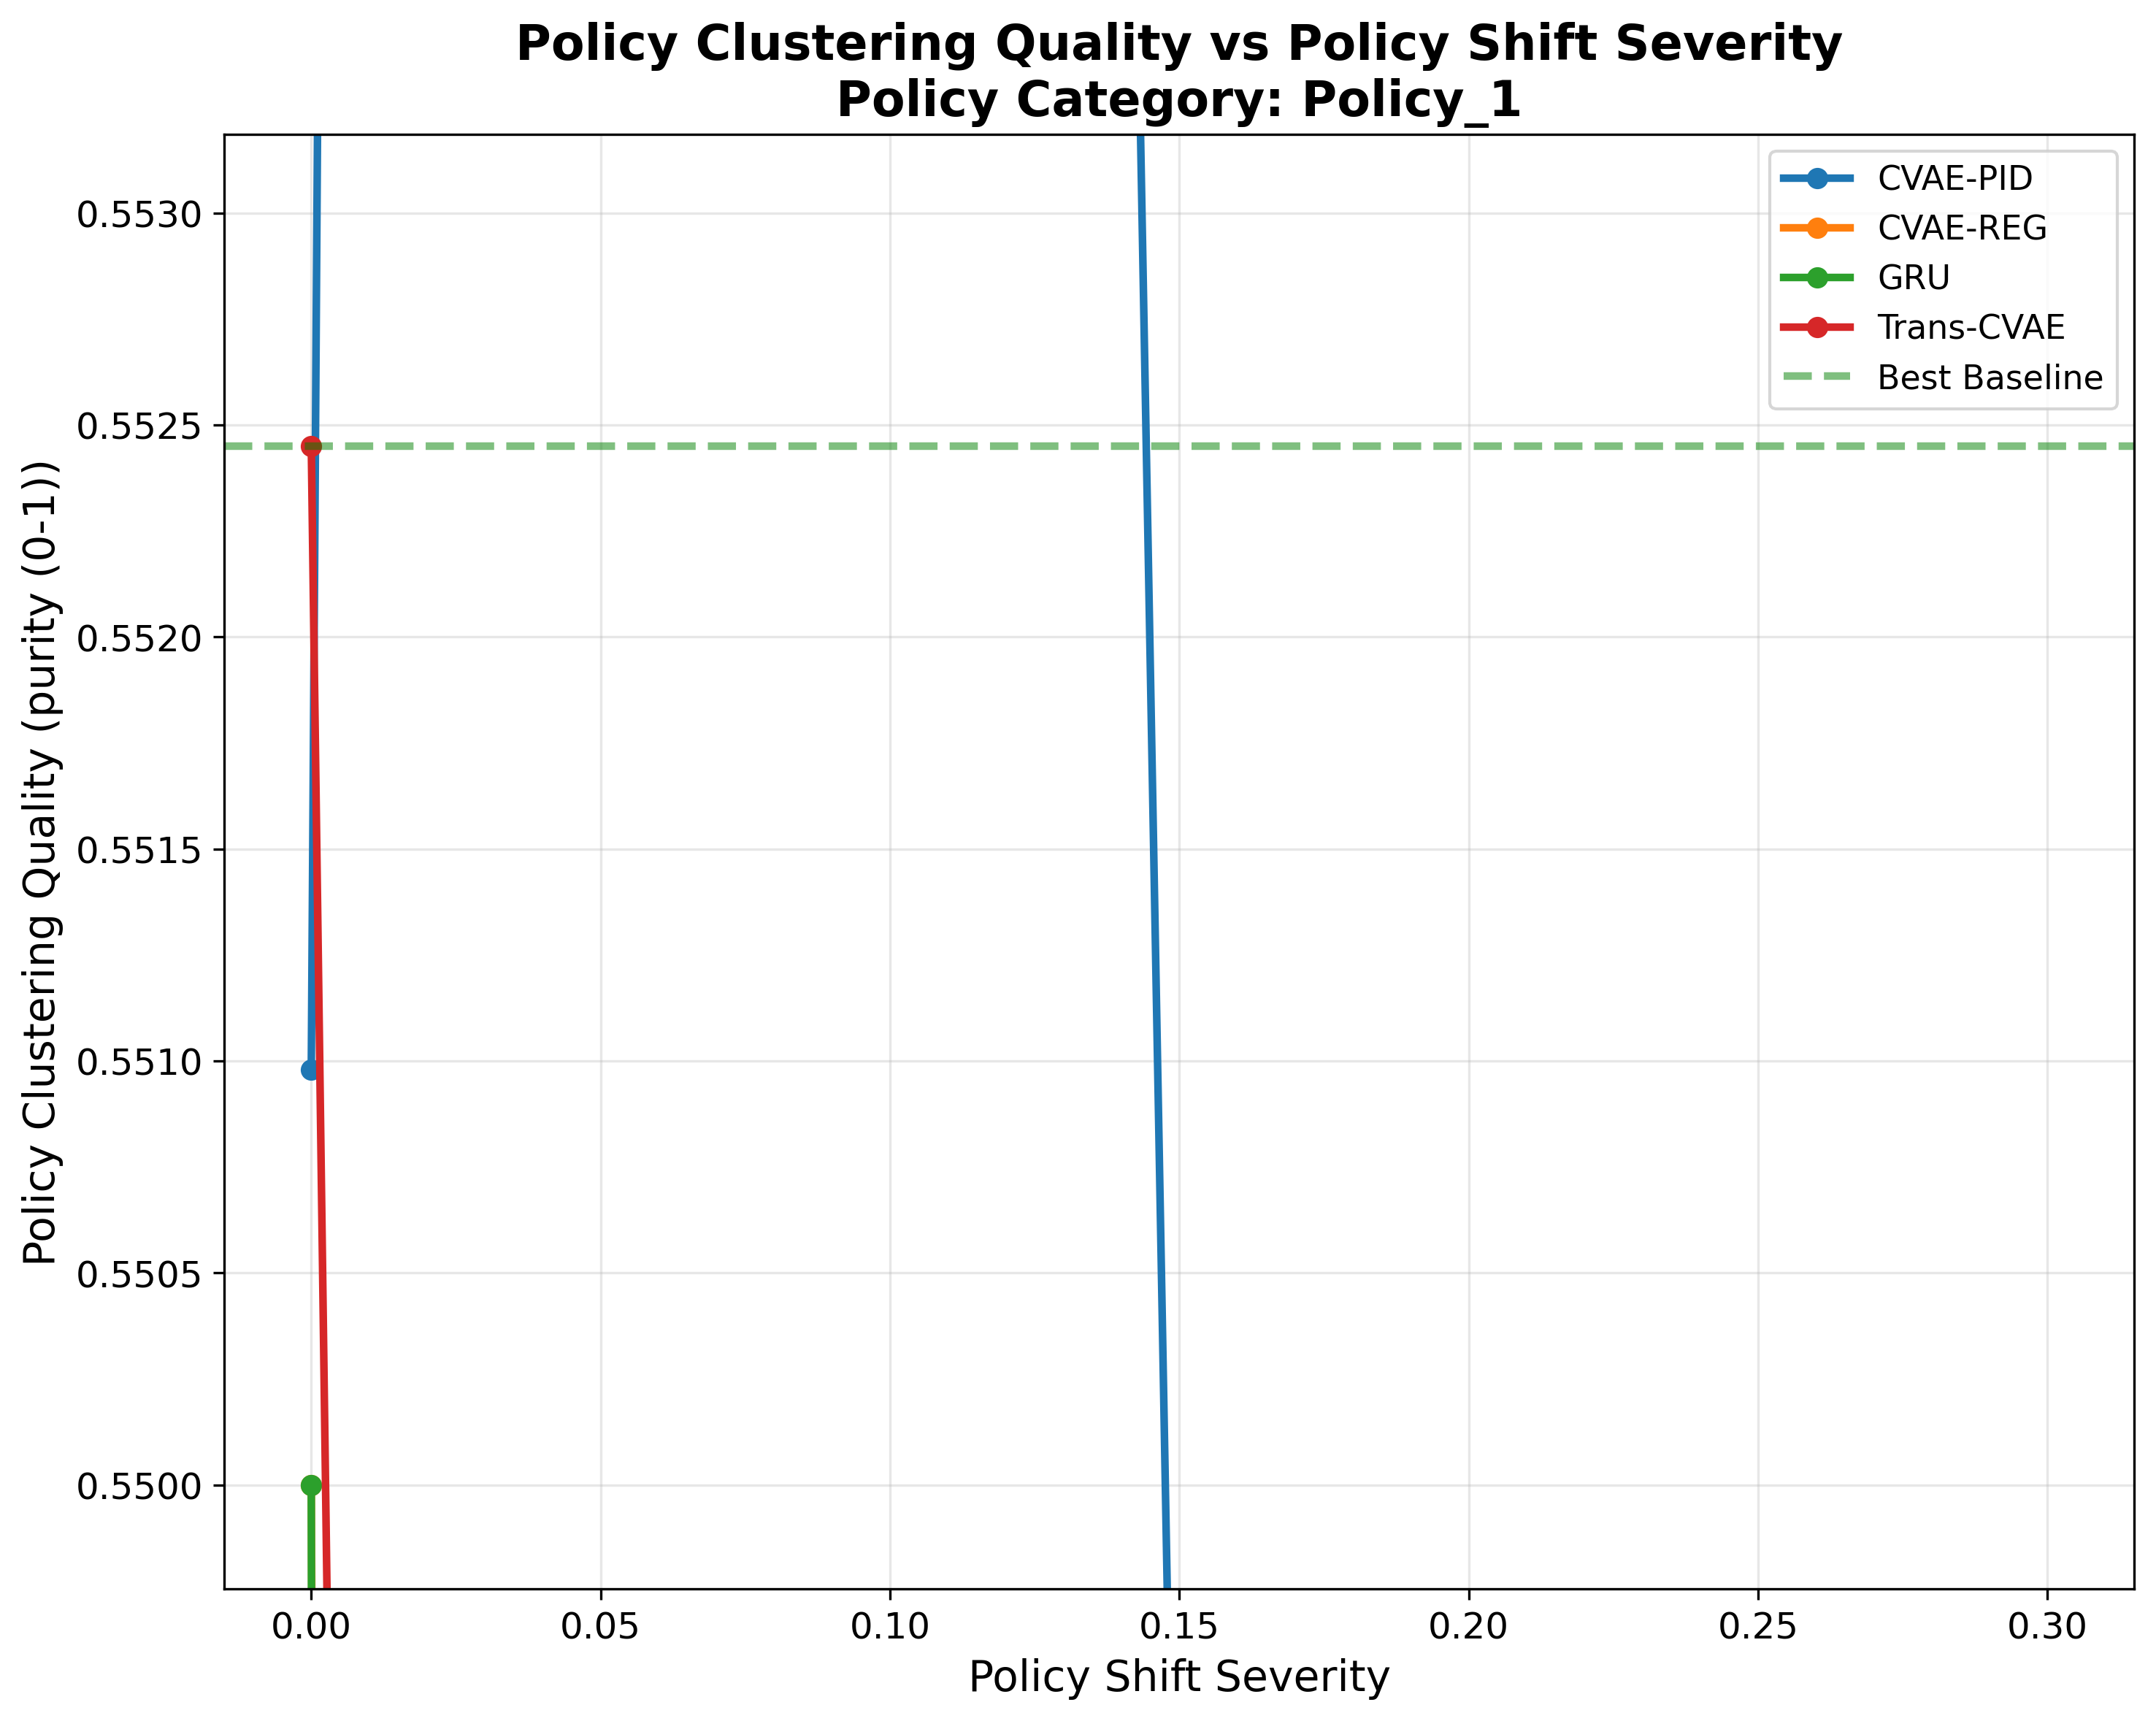 Policy Clustering Quality vs Policy Shift Severity
Policy Category: Policy_1
CVAE-PID
CVAE-REG
GRU
Trans-CVAE
Best Baseline
Policy Clustering Quality (purity (0-1))
0.5530
0.5525
0.5520
0.5515
0.5510
0.5505
0.5500
0.00 0.05 0.10 0.15 0.20 0.25 0.30
Policy Shift Severity